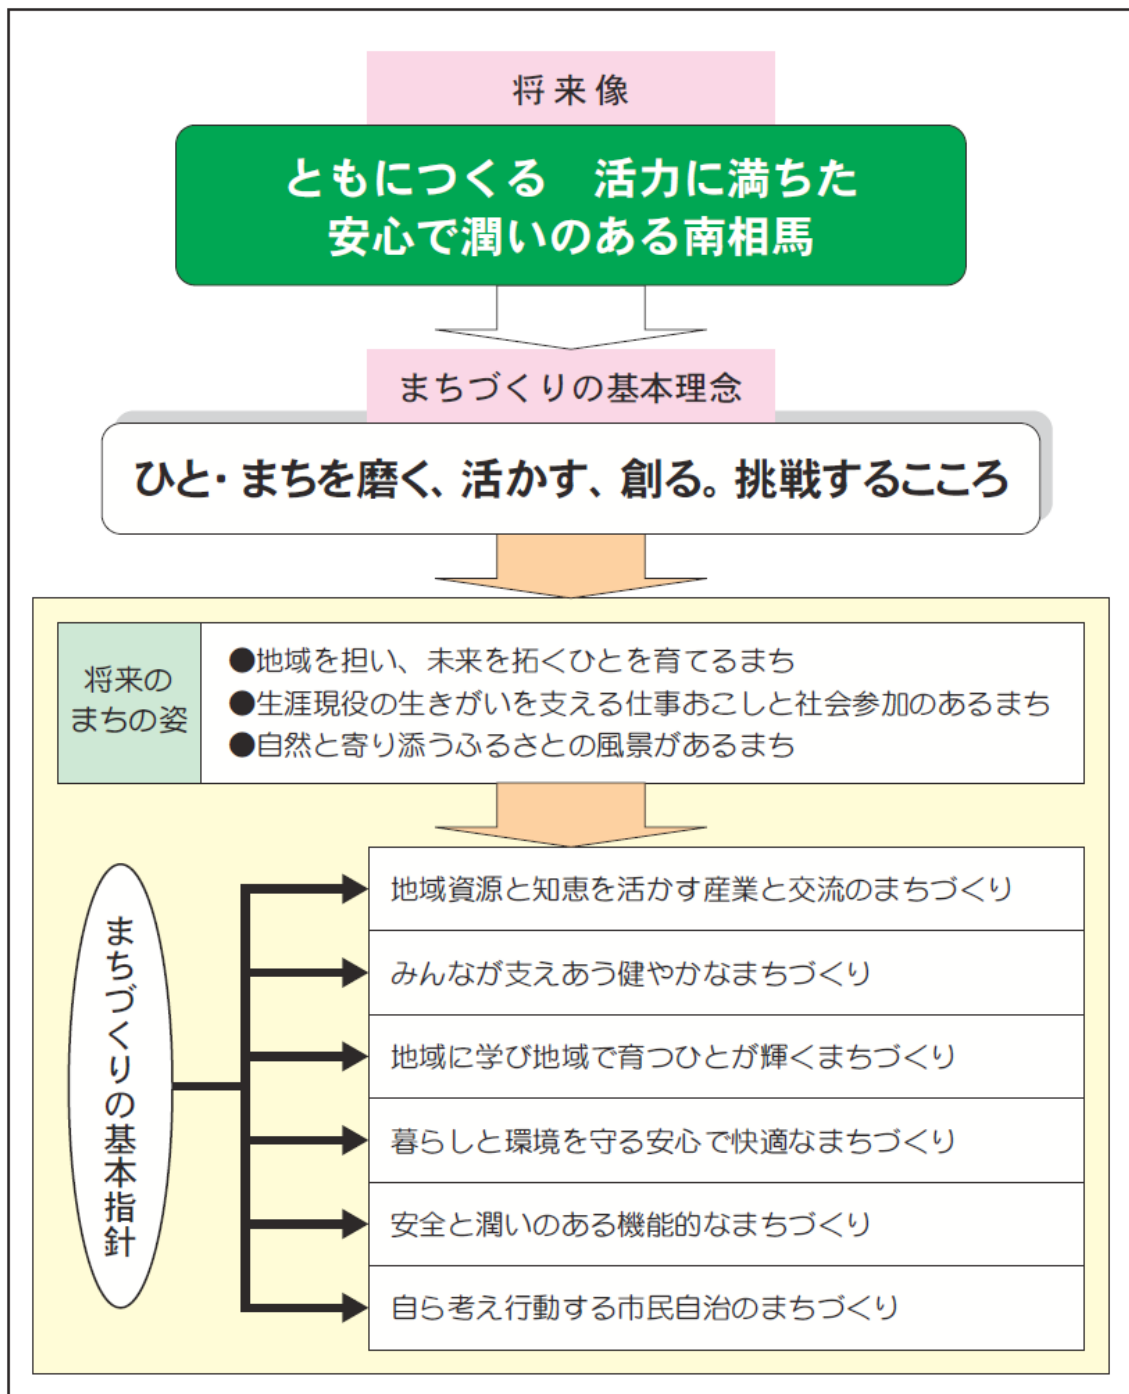 将来像
ともにつくる　活力に満ちた
安心で潤いのある南相馬
まちづくりの基本理念
ひと・まちを磨く、活かす、創る。挑戦するこころ
将来の
まちの姿
●地域を担い、未来を拓くひとを育てるまち
●生涯現役の生きがいを支える仕事おこしと社会参加のあるまち
●自然と寄り添うふるさとの風景があるまち
まちづくりの基本指針
地域資源と知恵を活かす産業と交流のまちづくり
みんなが支えあう健やかなまちづくり
地域に学び地域で育つひとが輝くまちづくり
暮らしと環境を守る安心で快適なまちづくり
安全と潤いのある機能的なまちづくり
自ら考え行動する市民自治のまちづくり